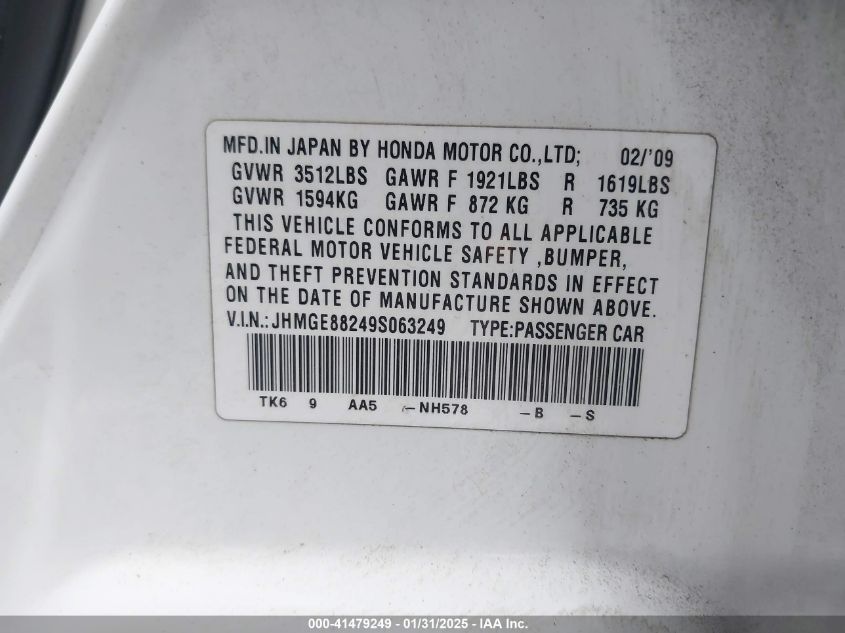 MFD.IN JAPAN BY HONDA MOTOR CO.,LTD; 02/'09
GVWR 3512LBS GAWR F 1921LBS R 1619LBS
GVWR 1594KG GAWR F 872 KG R 735 KG
THIS VEHICLE CONFORMS TO ALL APPLICABLE
FEDERAL MOTOR VEHICLE SAFETY ,BUMPER,
AND THEFT PREVENTION STANDARDS IN EFFECT
ON THE DATE OF MANUFACTURE SHOWN ABOVE.
V.I.N.: JHMGE88249S063249 TYPE:PASSENGER CAR
TK6 9 AA5 -NH578 -B -S
000-41479249 - 01/31/2025 - IAA Inc.